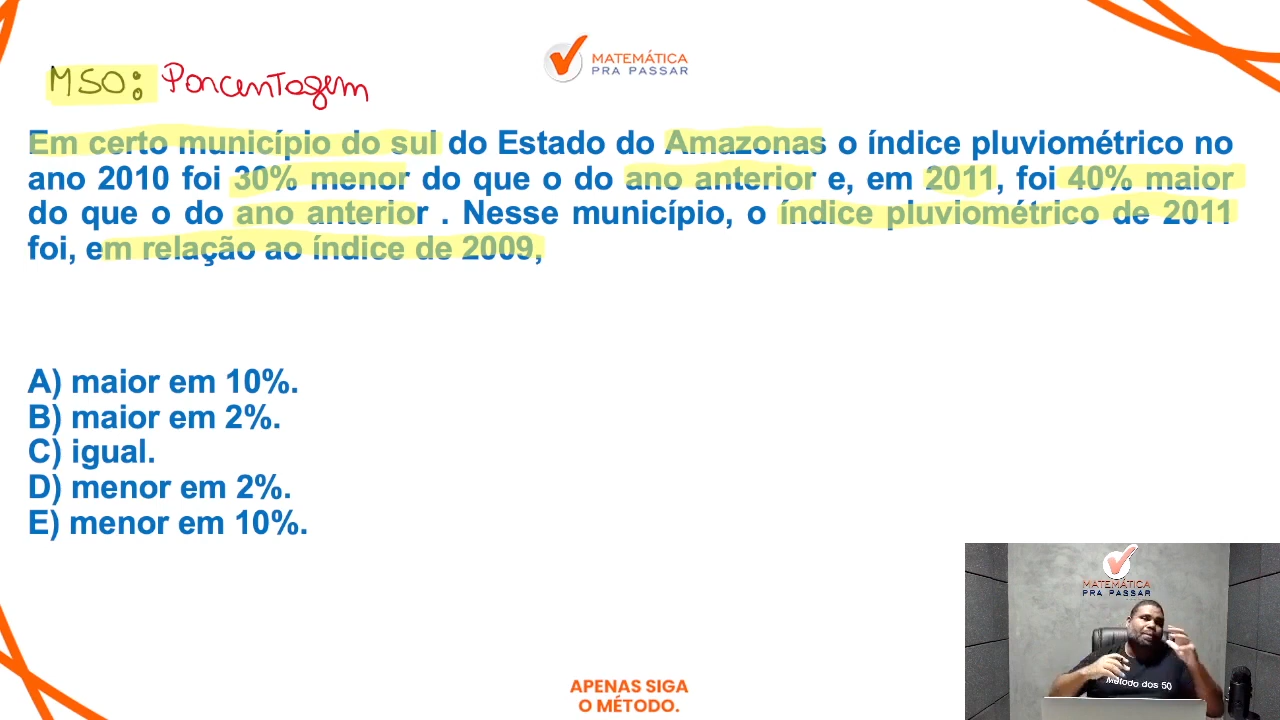 MATEMÁTICA
PRA PASSAR
MSO: Porcentagem
Em certo município do sul do Estado do Amazonas o índice pluviométrico no
ano 2010 foi 30% menor do que o do ano anterior e, em 2011, foi 40% maior
do que o do ano anterior . Nesse município, o índice pluviométrico de 2011
foi, em relação ao índice de 2009,
A) maior em 10%.
B) maior em 2%.
C) igual.
D) menor em 2%.
E) menor em 10%.
MATEMÁTICA
PRA PASSAR
Método dos 50
APENAS SIGA
O MÉTODO.